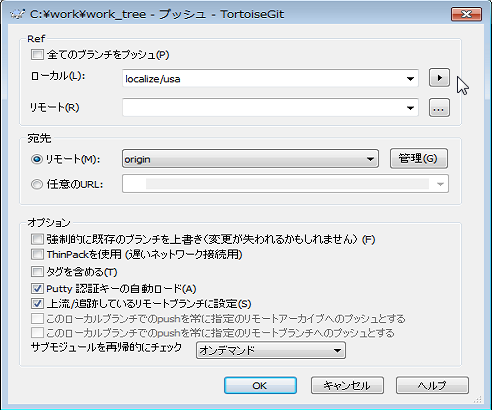 C:¥work¥work_tree - プッシュ - TortoiseGit
Ref
全てのブランチをプッシュ(P)
ローカル(L):
localize/usa
リモート(R)
...
宛先
リモート(M):
origin
管理(G)
任意のURL:
オプション
強制的に既存のブランチを上書き(変更が失われるかもしれません) (F)
ThinPackを使用 (遅いネットワーク接続用)
タグを含める(T)
Putty 認証キーの自動ロード(A)
上流/追跡しているリモートブランチに設定(S)
このローカルブランチでのpushを常に指定のリモートアーカイブへのプッシュとする
このローカルブランチでのpushを常に指定のリモートブランチへのプッシュとする
サブモジュールを再帰的にチェック
オンデマンド
OK
キャンセル
ヘルプ